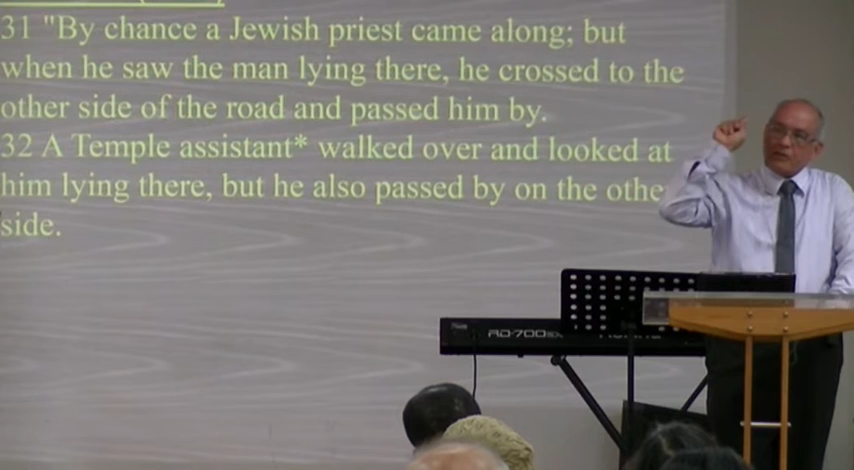 31 "By chance a Jewish priest came along; but
when he saw the man lying there, he crossed to the
other side of the road and passed him by.
32 A Temple assistant* walked over and looked at
him lying there, but he also passed by on the othe
side.
RD-700SX